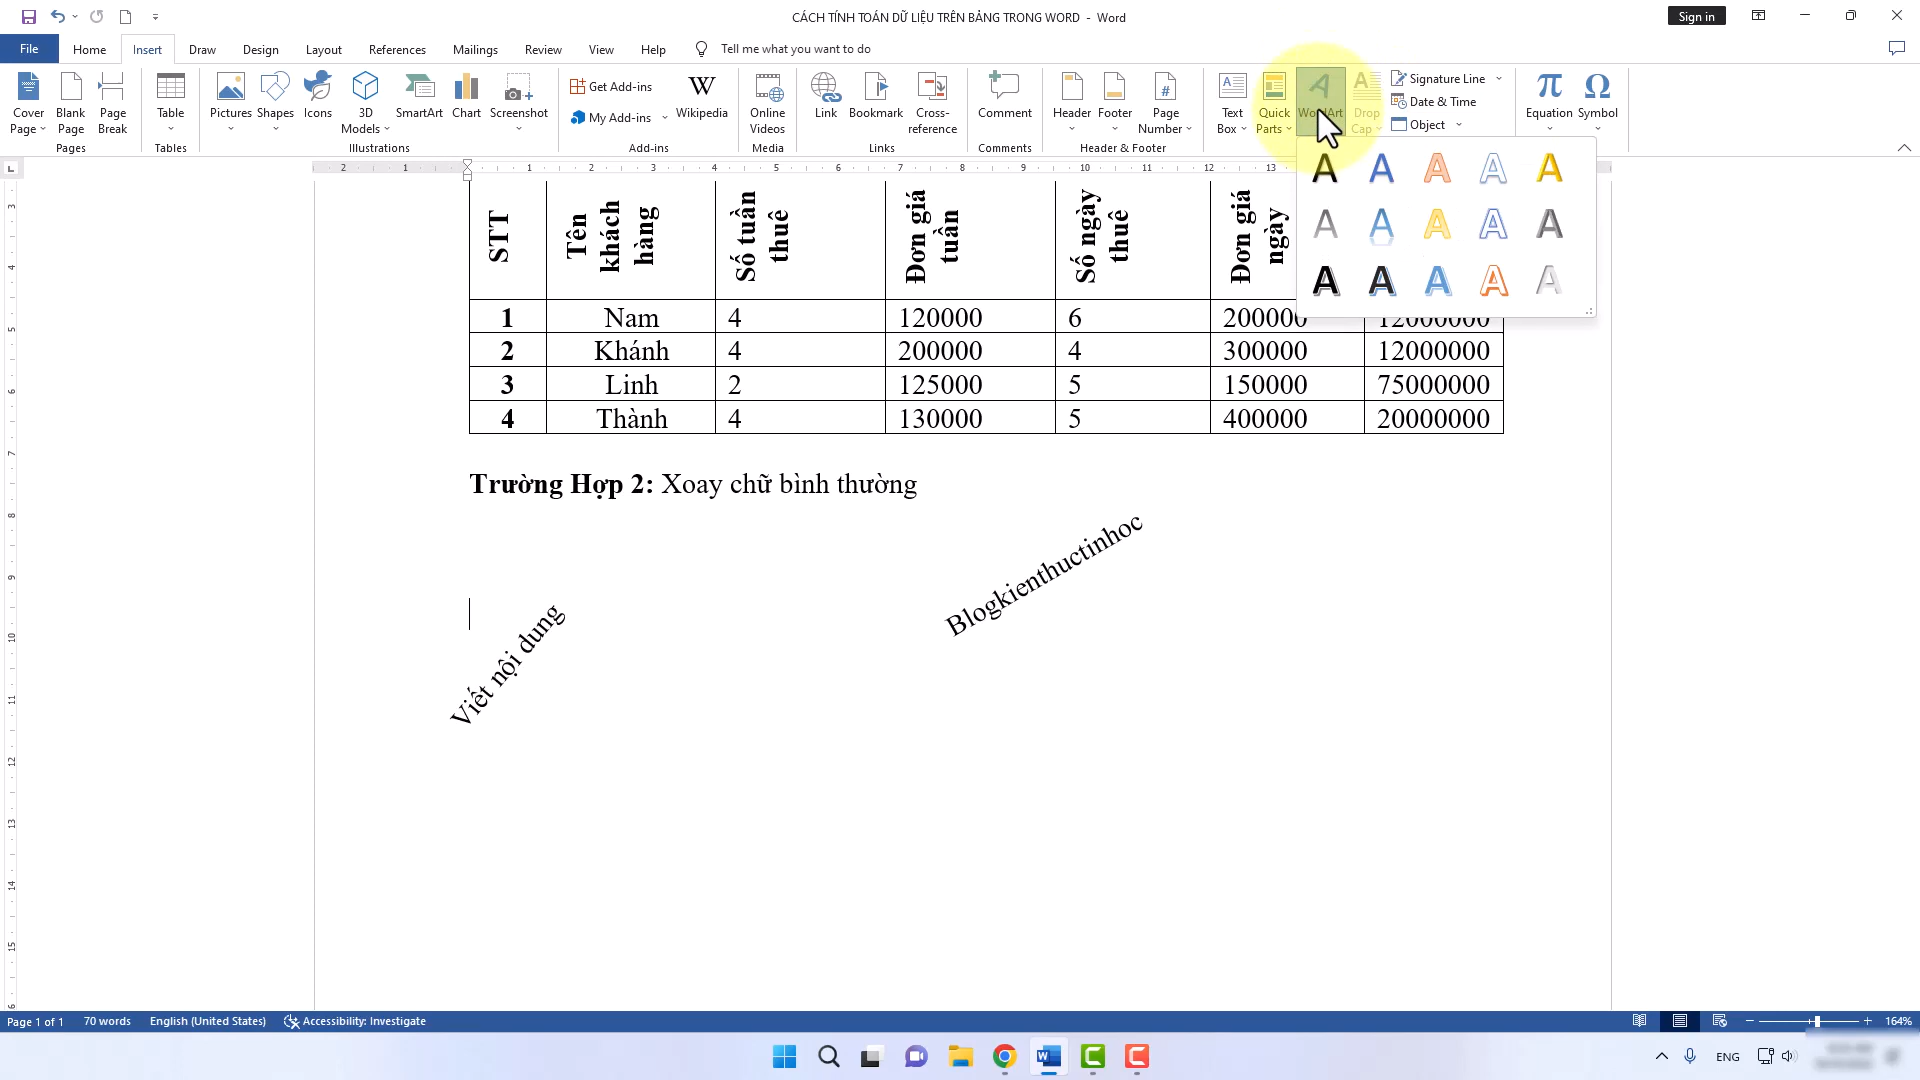 CÁCH TÍNH TOÁN DỮ LIỆU TRÊN BẢNG TRONG WORD - Word
Sign in
File Home Insert Draw Design Layout References Mailings Review View Help Tell me what you want to do
Cover Page
Blank Page
Page Break
Pages
Table
Tables
Pictures
Shapes
Icons
3D Models
SmartArt
Chart
Screenshot
Illustrations
Get Add-ins
My Add-ins
Wikipedia
Add-ins
Online Videos
Media
Link
Bookmark
Cross-reference
Links
Comment
Comments
Header
Footer
Page Number
Header & Footer
Text Box
Quick Parts
WordArt
Drop Cap
Signature Line
Date & Time
Object
Equation
Symbol
STT Tên khách hàng Số tuần thuê Đơn giá tuần Số ngày thuê Đơn giá ngày
1 Nam 4 120000 6 200000 12000000
2 Khánh 4 200000 4 300000 12000000
3 Linh 2 125000 5 150000 75000000
4 Thành 4 130000 5 400000 20000000
Trường Hợp 2: Xoay chữ bình thường
Blogkienthuctinhoc
Viết nội dung
Page 1 of 1 70 words English (United States) Accessibility: Investigate 164%
ENG